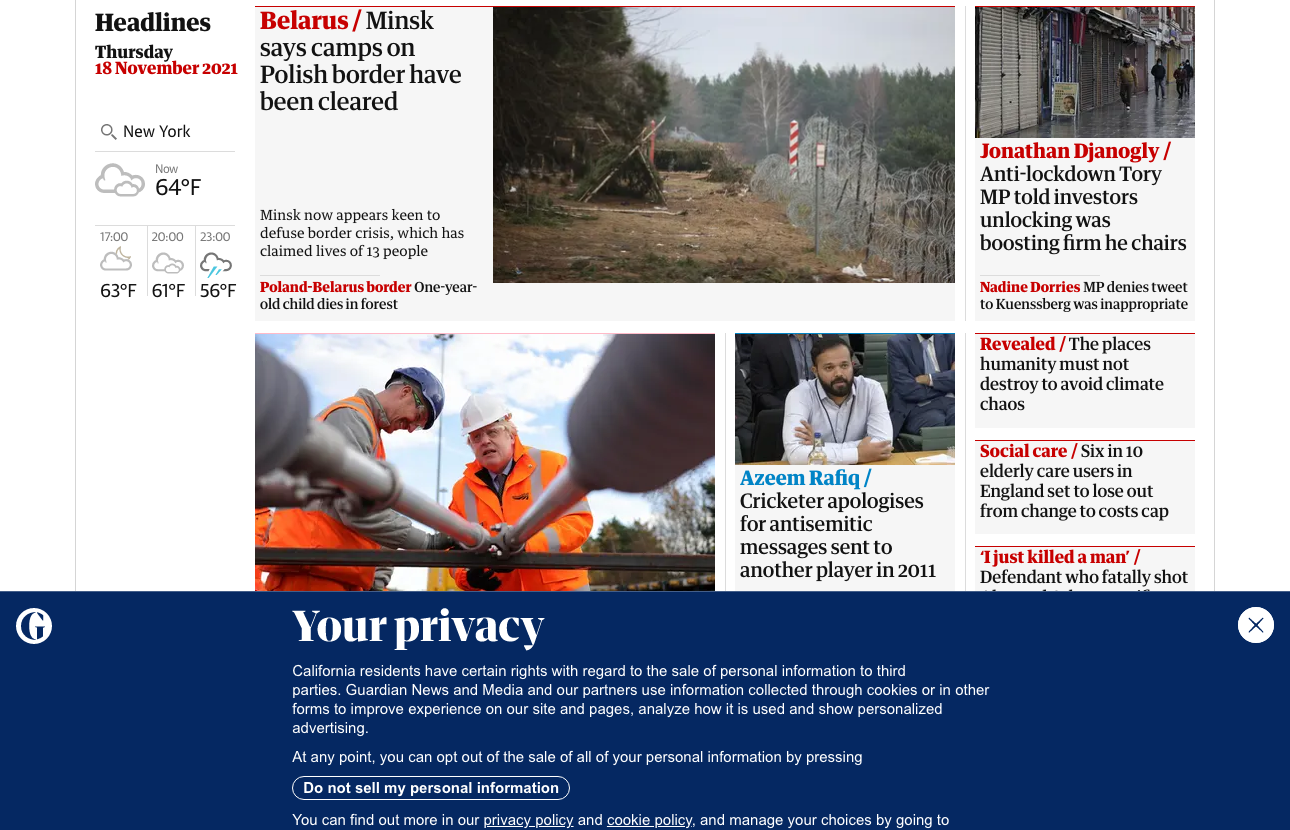 Headlines
Thursday
18 November 2021
New York
Now
64°F
17:00
20:00
23:00
63°F
61°F
56°F
Belarus / Minsk
says camps on
Polish border have
been cleared
Minsk now appears keen to
defuse border crisis, which has
claimed lives of 13 people
Poland-Belarus border One-year-
old child dies in forest
Jonathan Djanogly /
Anti-lockdown Tory
MP told investors
unlocking was
boosting firm he chairs
Nadine Dorries MP denies tweet
to Kuenssberg was inappropriate
Azeem Rafiq /
Cricketer apologises
for antisemitic
messages sent to
another player in 2011
Revealed / The places
humanity must not
destroy to avoid climate
chaos
Social care / Six in 10
elderly care users in
England set to lose out
from change to costs cap
‘I just killed a man’ /
Defendant who fatally shot
Your privacy
California residents have certain rights with regard to the sale of personal information to third
parties. Guardian News and Media and our partners use information collected through cookies or in other
forms to improve experience on our site and pages, analyze how it is used and show personalized
advertising.
At any point, you can opt out of the sale of all of your personal information by pressing
Do not sell my personal information
You can find out more in our privacy policy and cookie policy, and manage your choices by going to